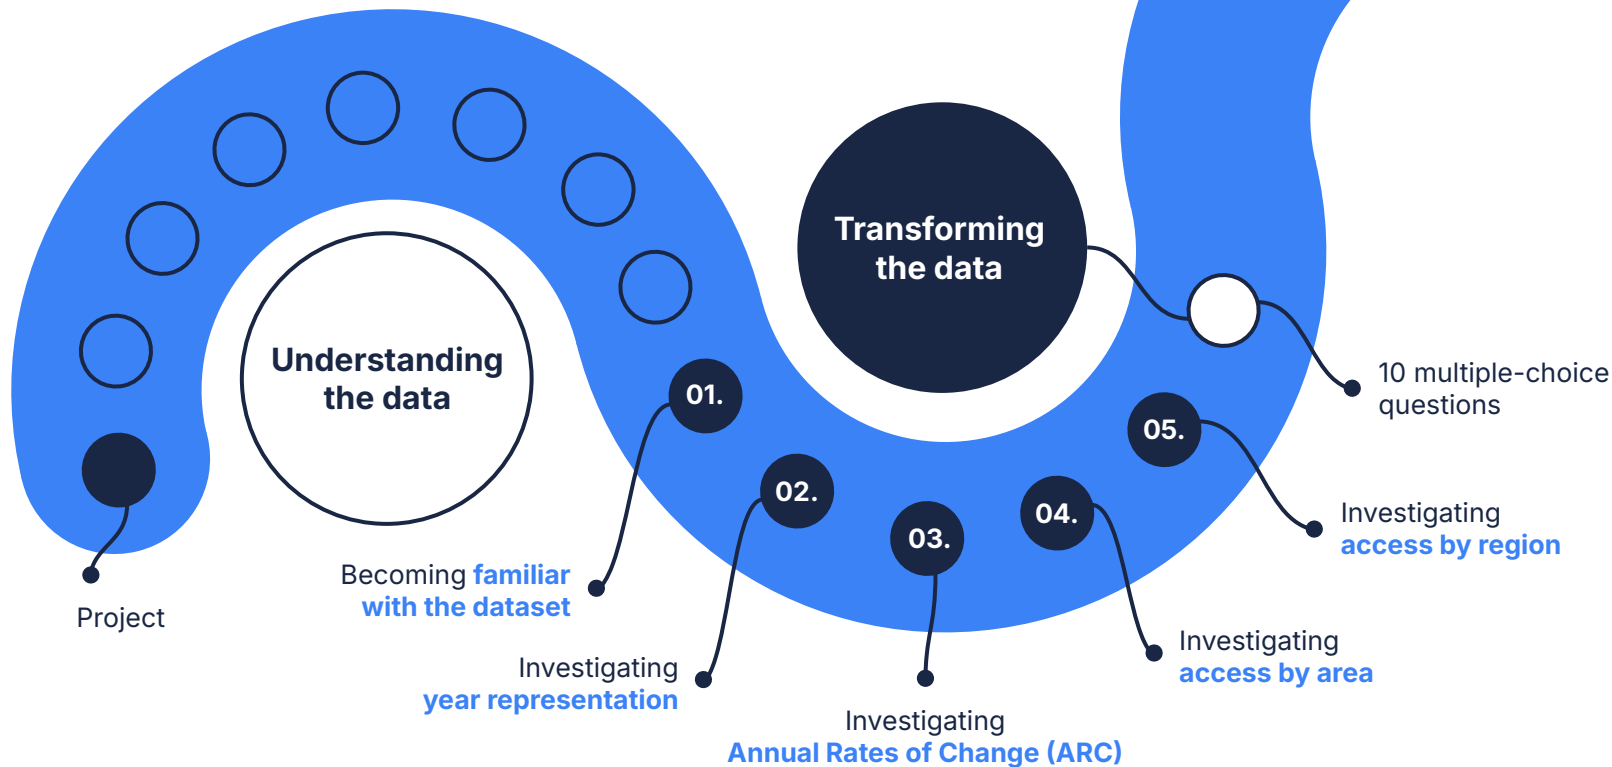 Understanding
the data
Project
Transforming
the data
01.
Becoming familiar
with the dataset
02.
Investigating
year representation
03.
Investigating
Annual Rates of Change (ARC)
04.
Investigating
access by area
05.
Investigating
access by region
10 multiple-choice
questions